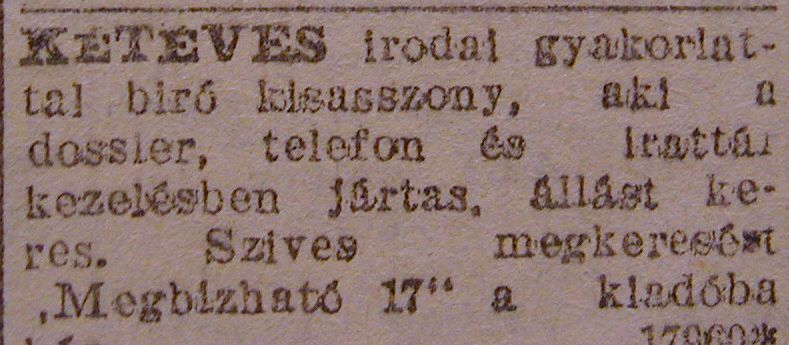 KETEVES irodai gyakorlat-
tal biró kisasszony, aki a
dossier, telefon és irattár
kezelésben jártas, állást ke-
res. Szives megkeresést
„Megbizható 17“ a kiadóba
17960*